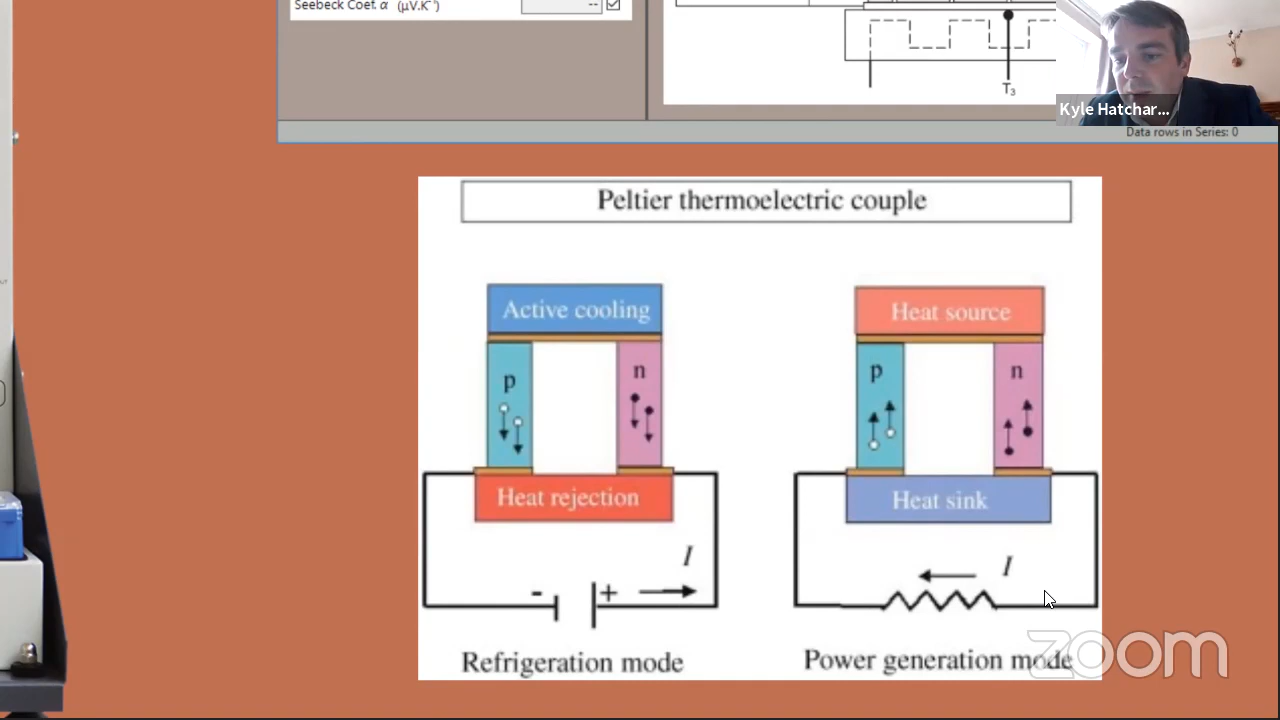 Seebeck Coef. α (µV.K⁻¹) --
T₃
Kyle Hatchar...
Data rows in Series: 0
Peltier thermoelectric couple
Active cooling
Heat source
p
n
p
n
Heat rejection
Heat sink
I
I
- +
Refrigeration mode
Power generation mode
zoom